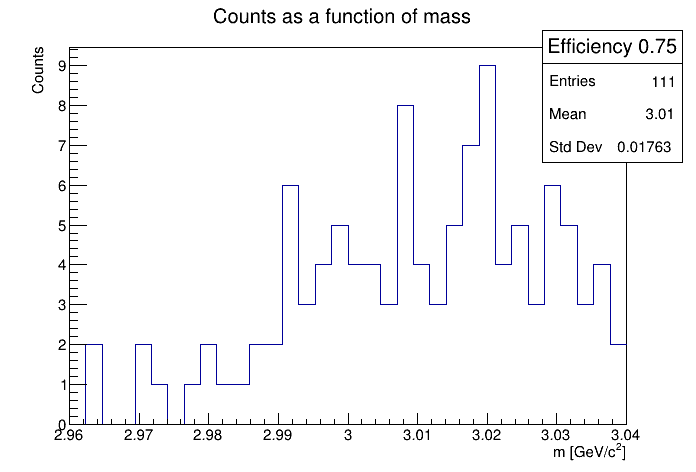 Counts as a function of mass
Counts
Efficiency 0.75
Entries 111
Mean 3.01
Std Dev 0.01763
9
8
7
6
5
4
3
2
1
0
2.96 2.97 2.98 2.99 3 3.01 3.02 3.03 3.04
m [GeV/c²]